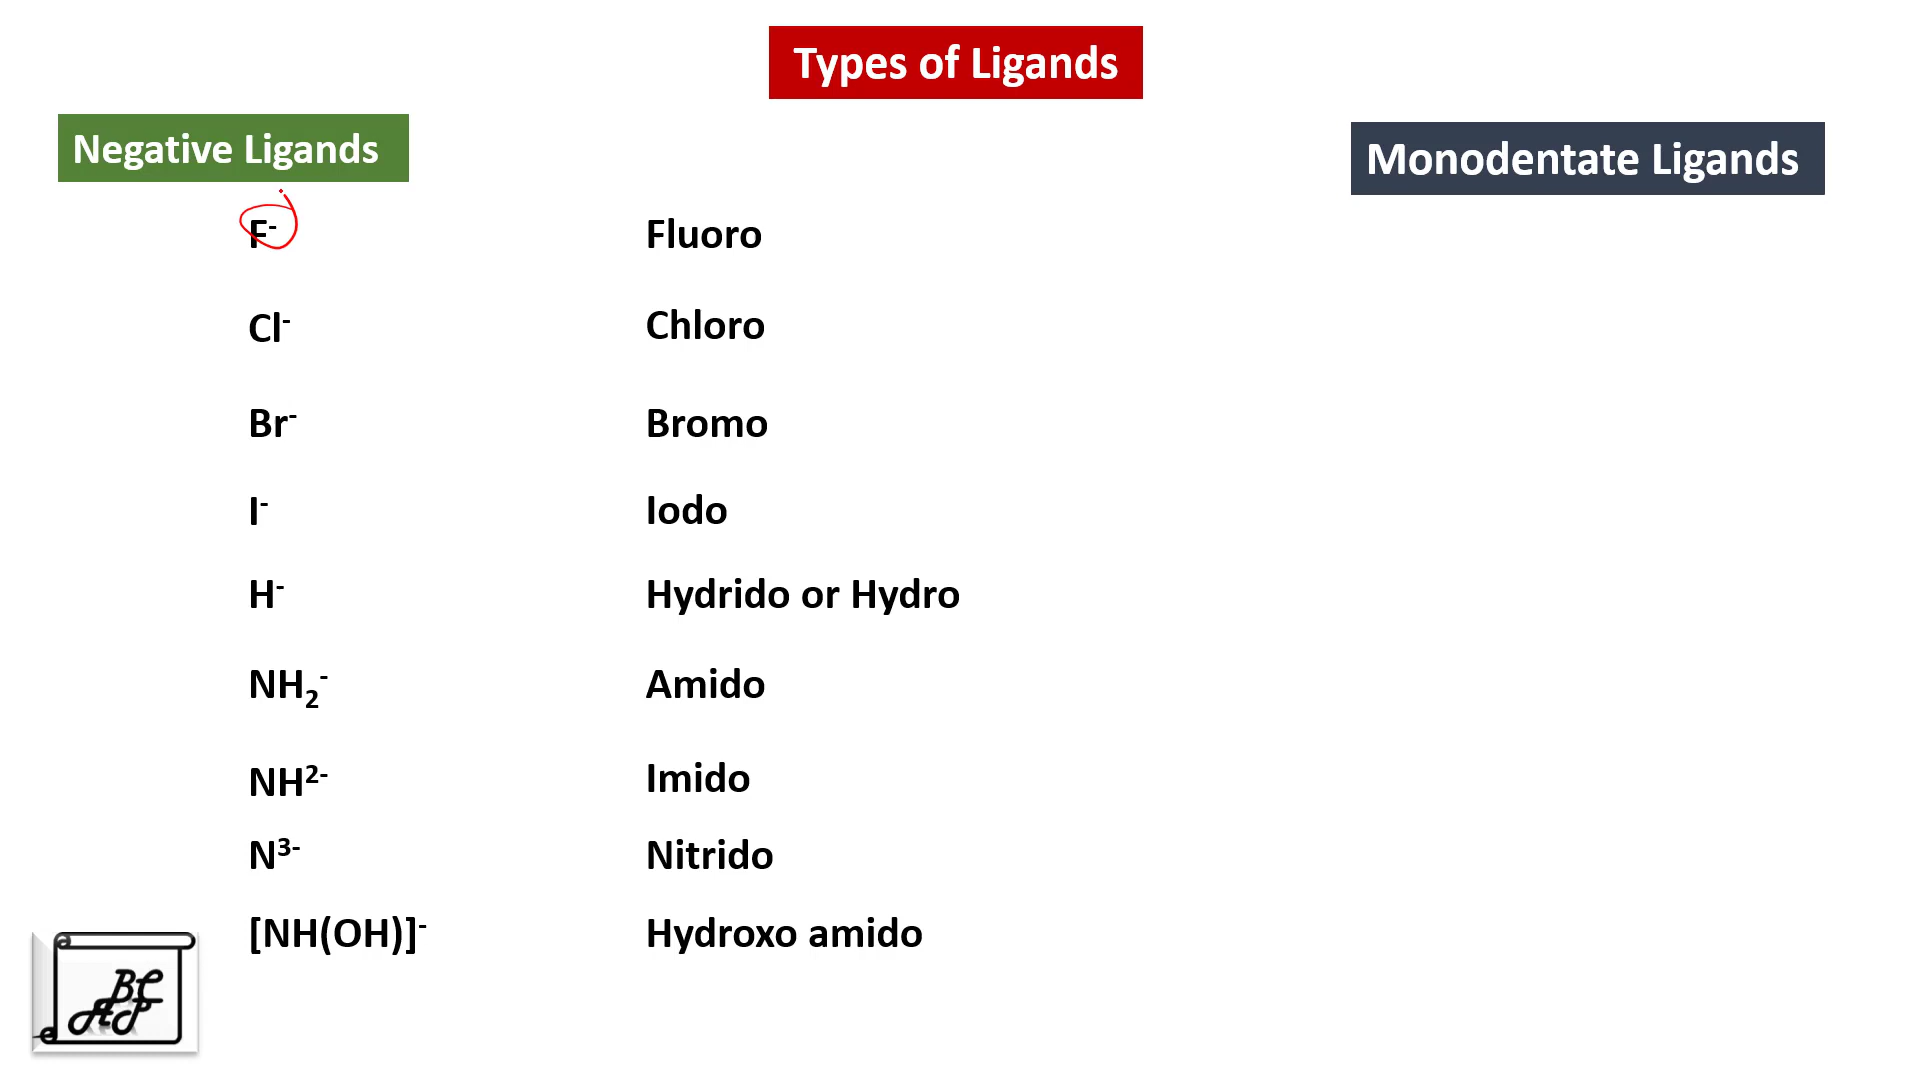 Types of Ligands
Negative Ligands
Monodentate Ligands
F⁻ Fluoro
Cl⁻ Chloro
Br⁻ Bromo
I⁻ Iodo
H⁻ Hydrido or Hydro
NH₂⁻ Amido
NH²⁻ Imido
N³⁻ Nitrido
[NH(OH)]⁻ Hydroxo amido